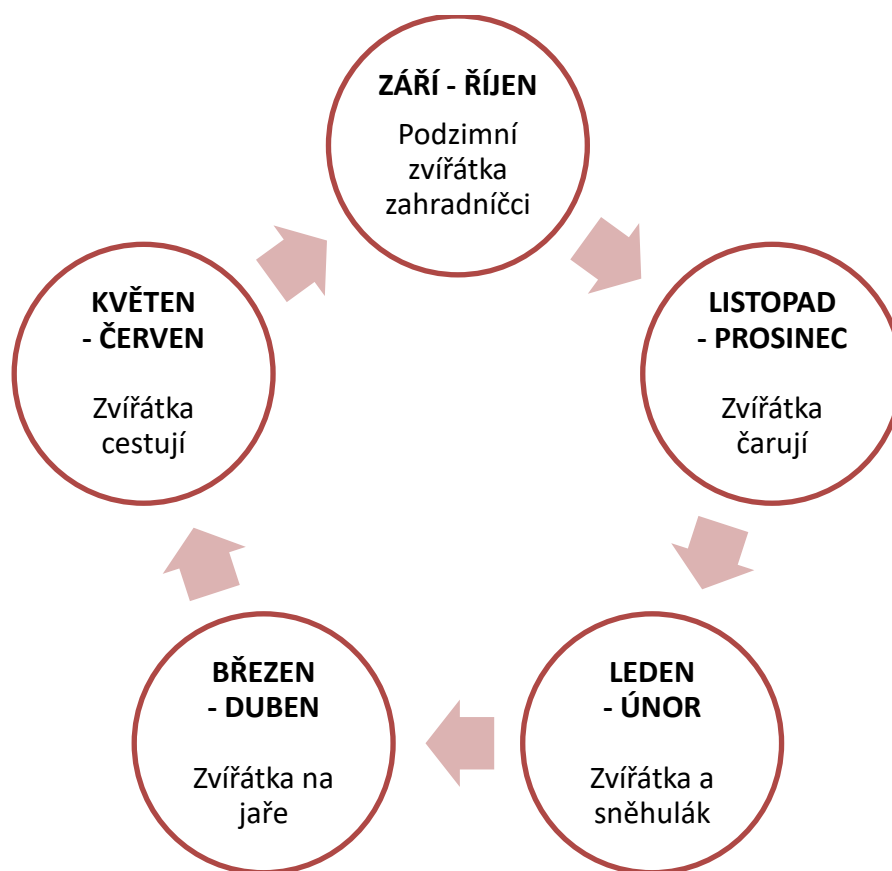 ZÁŘÍ - ŘÍJEN
Podzimní
zvířátka
zahradníčci
LISTOPAD
- PROSINEC
Zvířátka
čarují
LEDEN
- ÚNOR
Zvířátka a
sněhulák
BŘEZEN
- DUBEN
Zvířátka na
jaře
KVĚTEN
- ČERVEN
Zvířátka
cestují